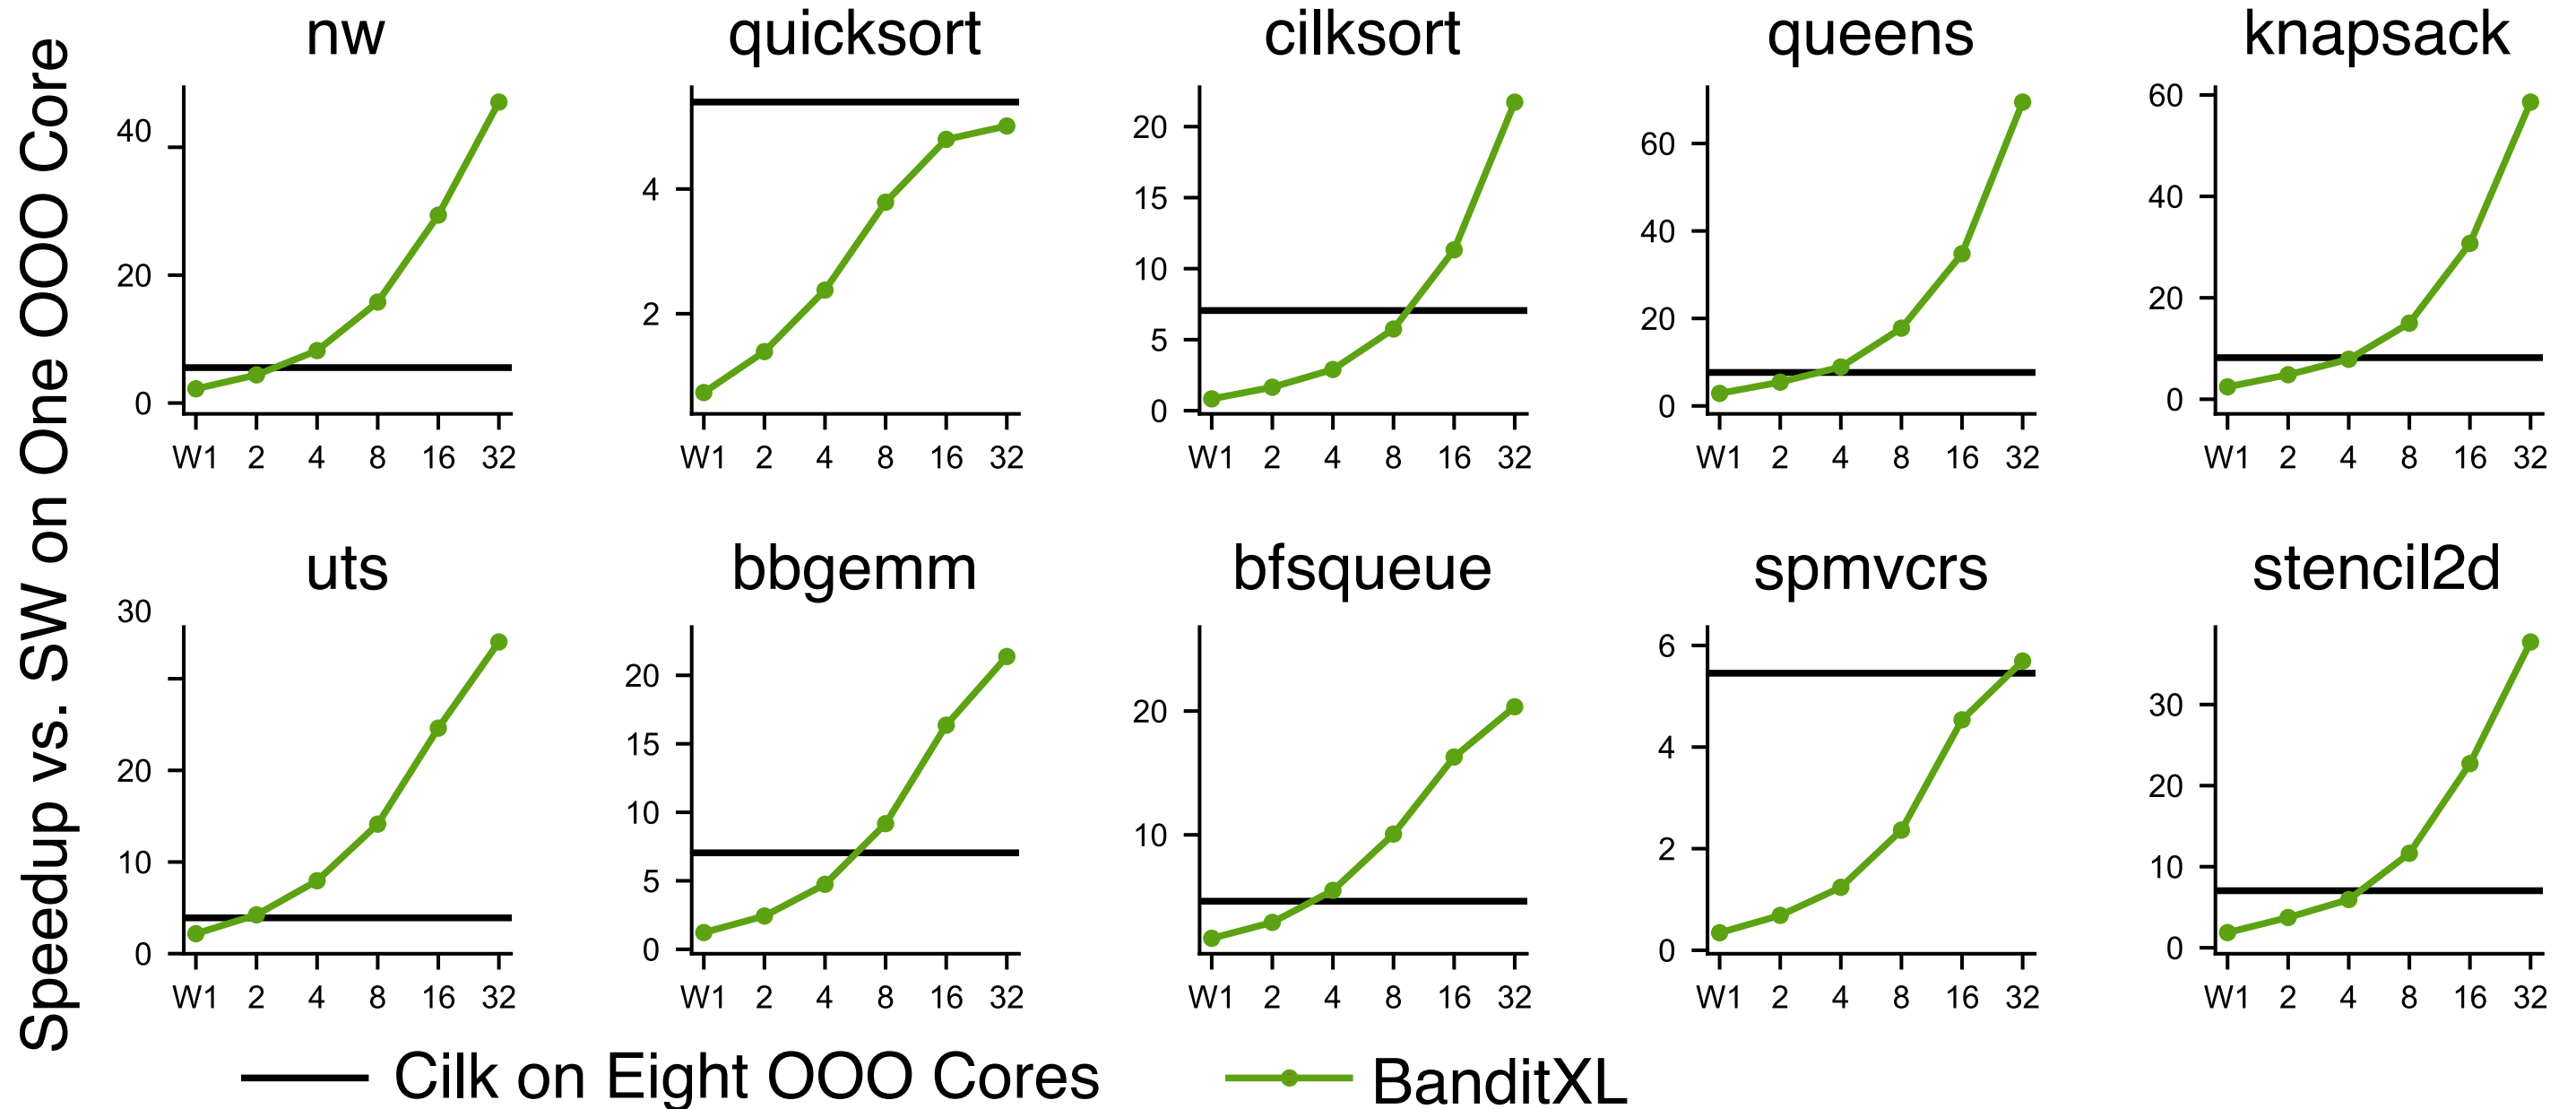 Speedup vs. SW on One OOO Core
nw
40
20
0
W1 2 4 8 16 32
quicksort
4
2
W1 2 4 8 16 32
cilksort
20
15
10
5
0
W1 2 4 8 16 32
queens
60
40
20
0
W1 2 4 8 16 32
knapsack
60
40
20
0
W1 2 4 8 16 32
uts
30
20
10
0
W1 2 4 8 16 32
bbgemm
20
15
10
5
0
W1 2 4 8 16 32
bfsqueue
20
10
W1 2 4 8 16 32
spmvcrs
6
4
2
0
W1 2 4 8 16 32
stencil2d
30
20
10
0
W1 2 4 8 16 32
Cilk on Eight OOO Cores
BanditXL